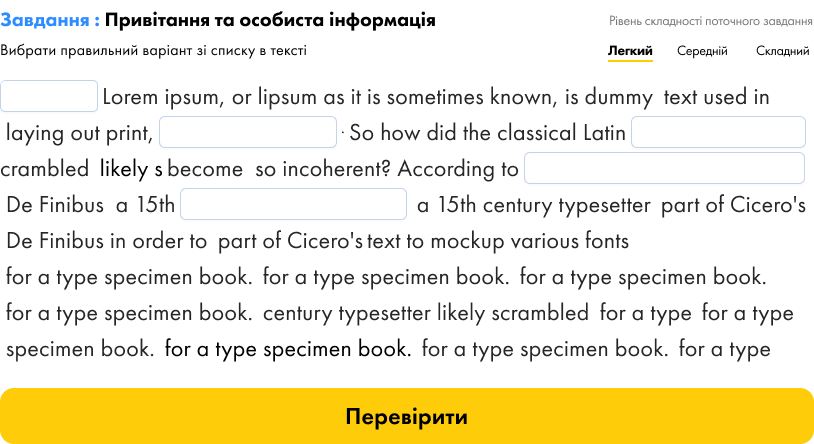 Завдання : Привітання та особиста інформація
Рівень складності поточного завдання
Вибрати правильний варіант зі списку в тексті
Легкий Середній Складний
Lorem ipsum, or lipsum as it is sometimes known, is dummy text used in
laying out print, · So how did the classical Latin
crambled likely s become so incoherent? According to
De Finibus a 15th a 15th century typesetter part of Cicero's
De Finibus in order to part of Cicero's text to mockup various fonts
for a type specimen book. for a type specimen book. for a type specimen book.
for a type specimen book. century typesetter likely scrambled for a type for a type
specimen book. for a type specimen book. for a type specimen book. for a type
Перевірити